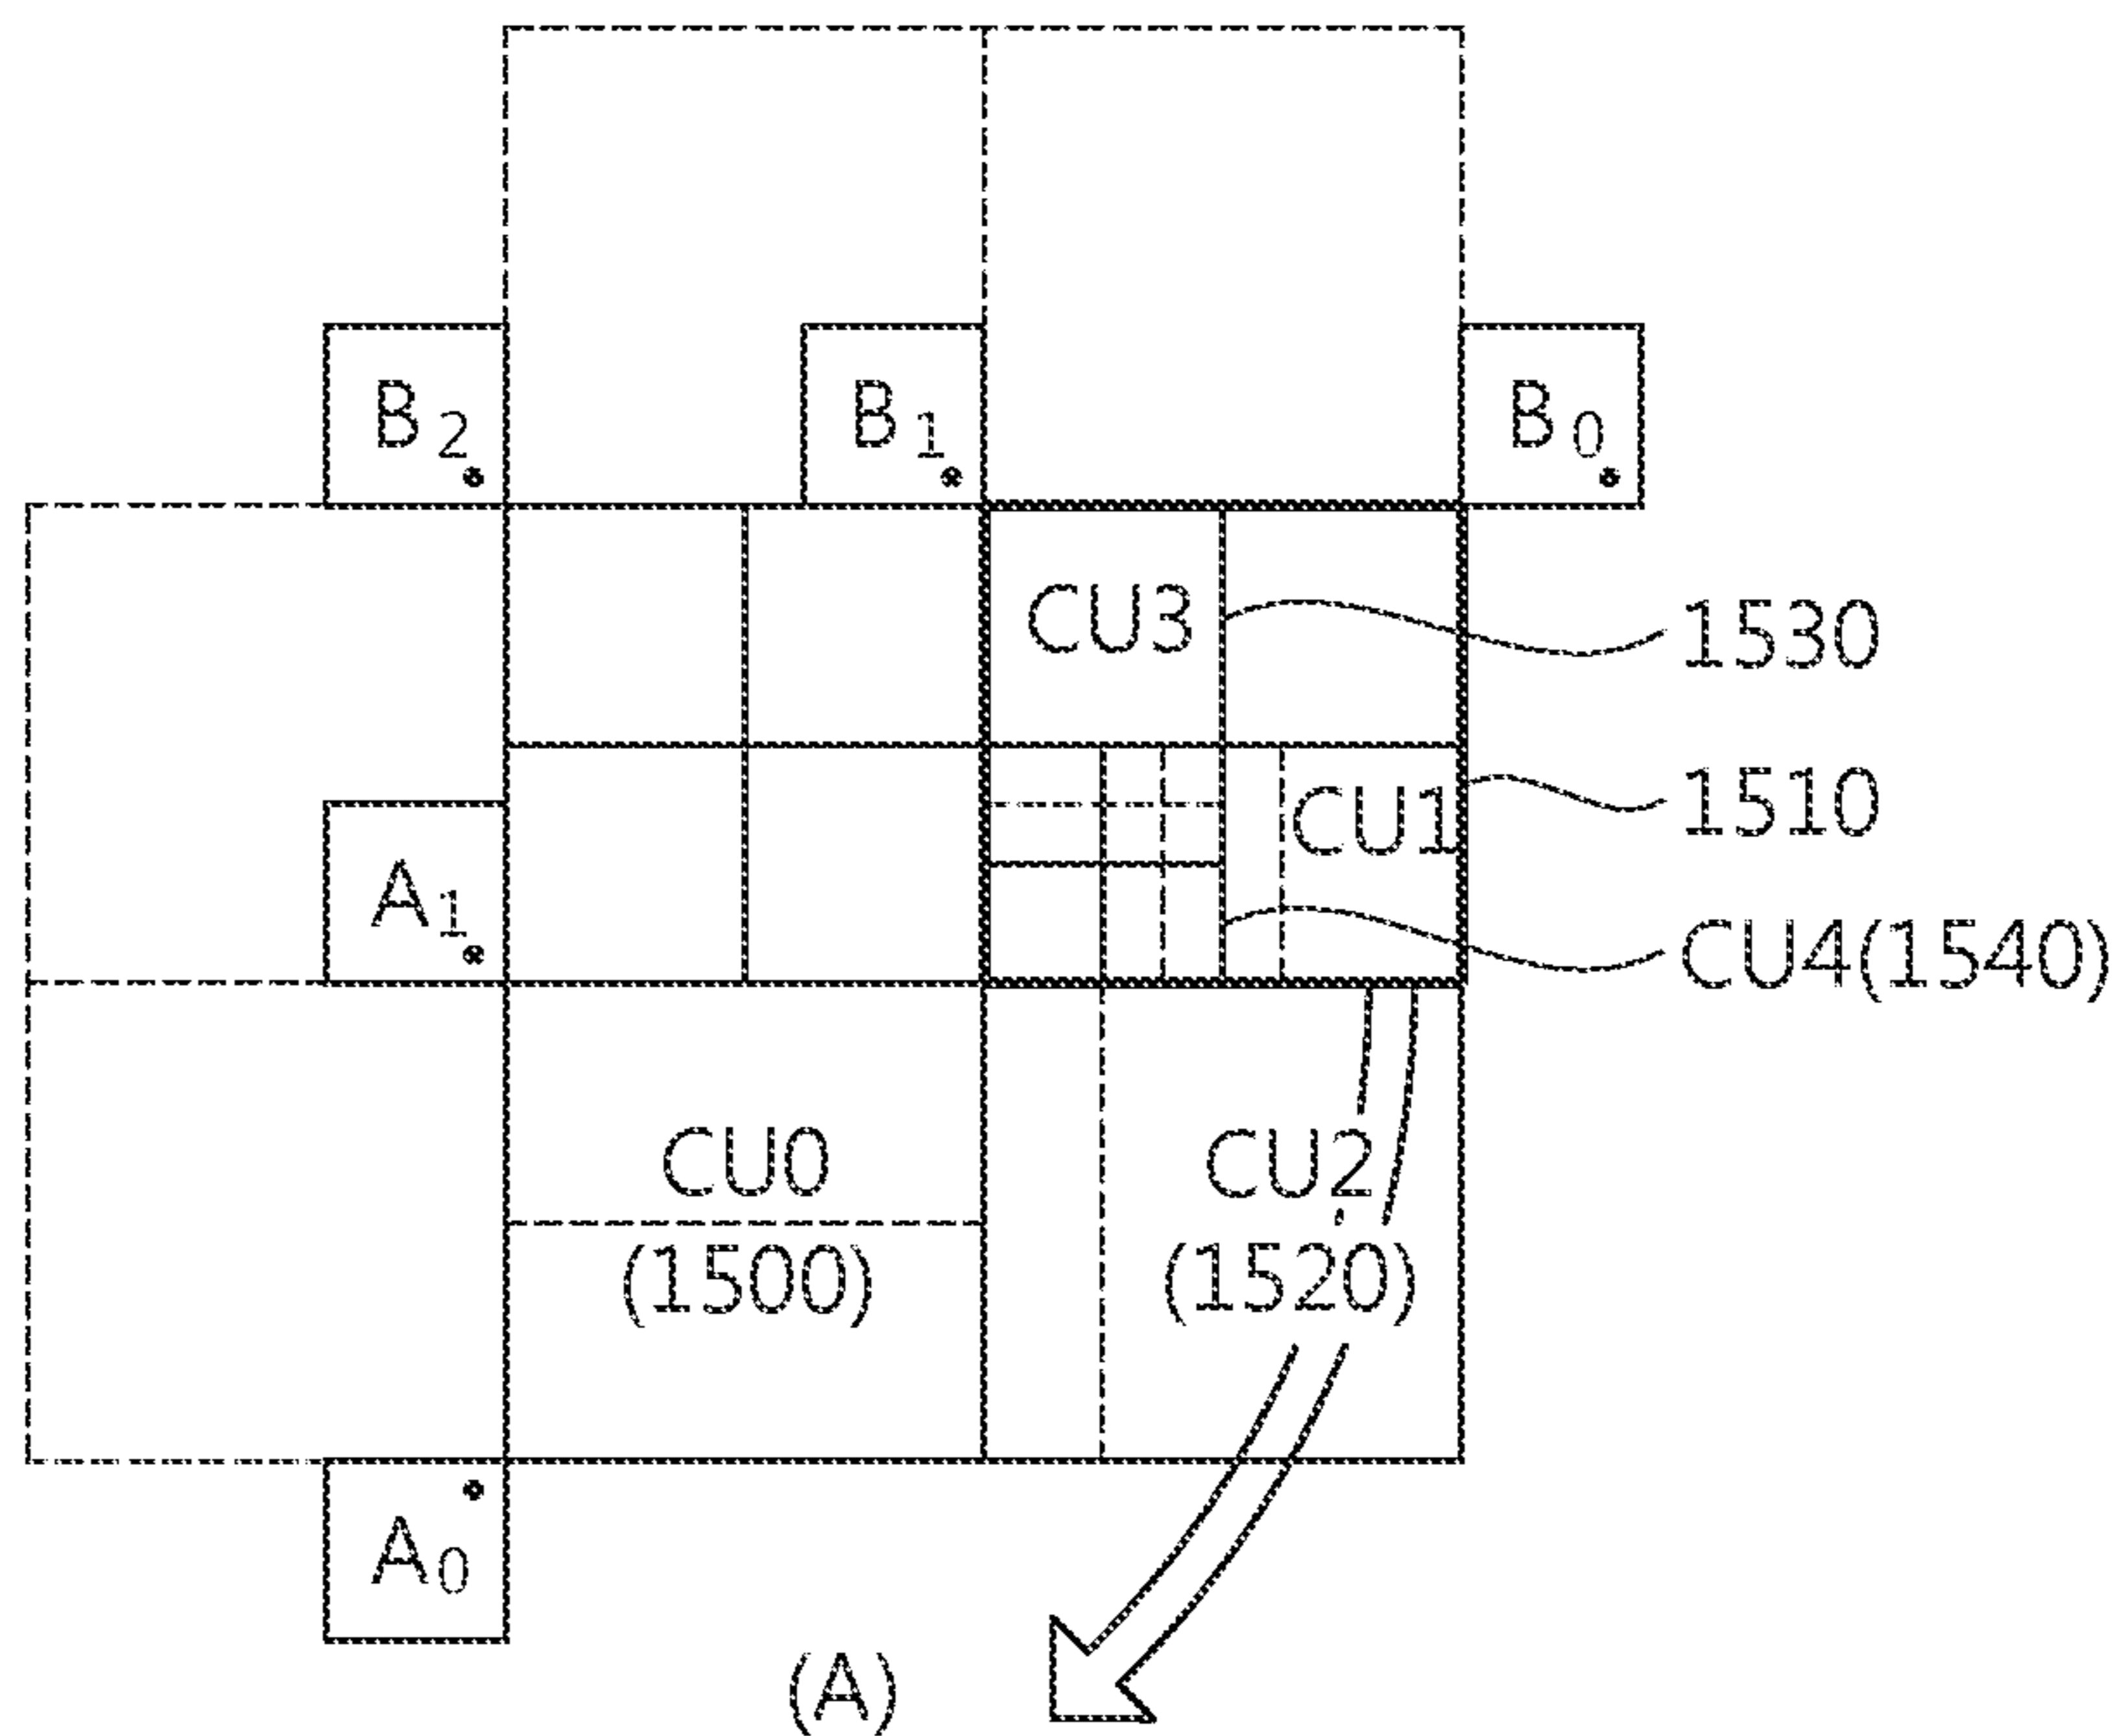 B2
B1
B0
CU3
1530
CU1
1510
A1
CU4(1540)
CU0
(1500)
CU2
(1520)
A0
(A)